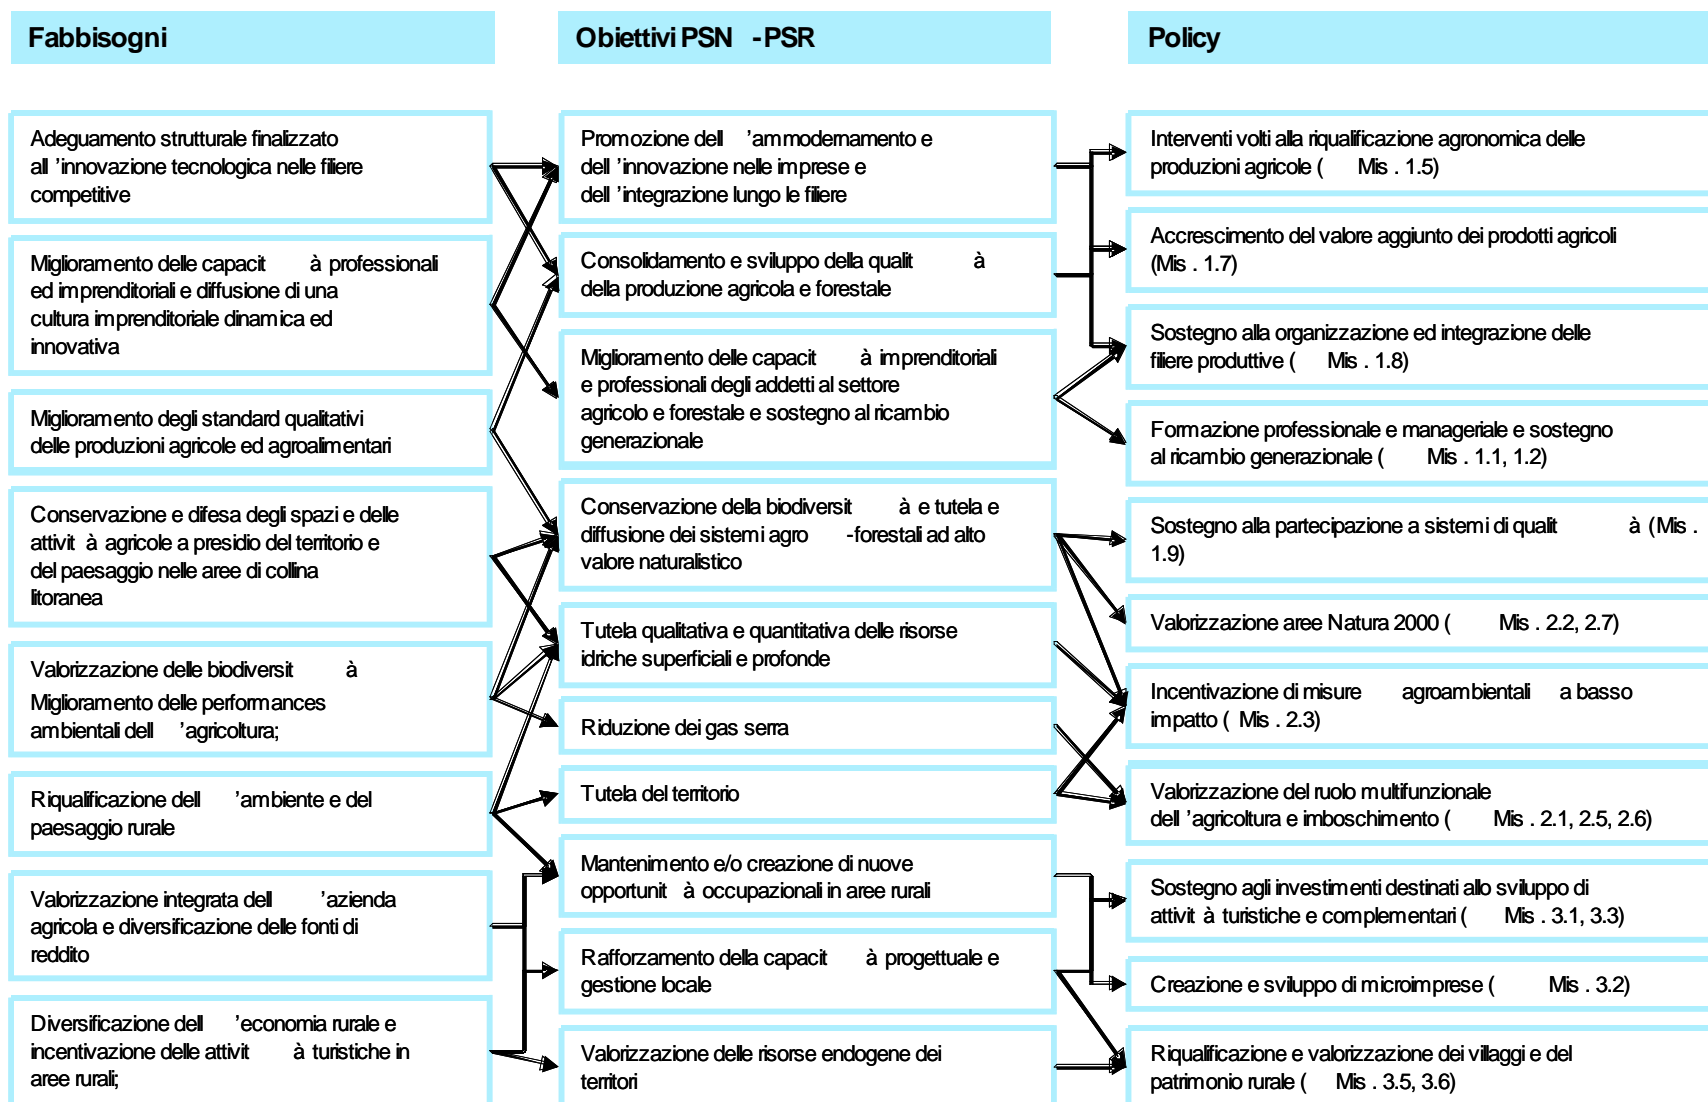 Fabbisogni
Adeguamento strutturale finalizzato
all 'innovazione tecnologica nelle filiere
competitive
Miglioramento delle capacit à professionali
ed imprenditoriali e diffusione di una
cultura imprenditoriale dinamica ed
innovativa
Miglioramento degli standard qualitativi
delle produzioni agricole ed agroalimentari
Conservazione e difesa degli spazi e delle
attivit à agricole a presidio del territorio e
del paesaggio nelle aree di collina
litoranea
Valorizzazione delle biodiversit à
Miglioramento delle performances
ambientali dell 'agricoltura;
Riqualificazione dell 'ambiente e del
paesaggio rurale
Valorizzazione integrata dell 'azienda
agricola e diversificazione delle fonti di
reddito
Diversificazione dell 'economia rurale e
incentivazione delle attivit à turistiche in
aree rurali;
Obiettivi PSN -PSR
Promozione dell 'ammodernamento e
dell 'innovazione nelle imprese e
dell 'integrazione lungo le filiere
Consolidamento e sviluppo della qualit à
della produzione agricola e forestale
Miglioramento delle capacit à imprenditoriali
e professionali degli addetti al settore
agricolo e forestale e sostegno al ricambio
generazionale
Conservazione della biodiversit à e tutela e
diffusione dei sistemi agro -forestali ad alto
valore naturalistico
Tutela qualitativa e quantitativa delle risorse
idriche superficiali e profonde
Riduzione dei gas serra
Tutela del territorio
Mantenimento e/o creazione di nuove
opportunit à occupazionali in aree rurali
Rafforzamento della capacit à progettuale e
gestione locale
Valorizzazione delle risorse endogene dei
territori
Policy
Interventi volti alla riqualificazione agronomica delle
produzioni agricole ( Mis . 1.5)
Accrescimento del valore aggiunto dei prodotti agricoli
(Mis . 1.7)
Sostegno alla organizzazione ed integrazione delle
filiere produttive ( Mis . 1.8)
Formazione professionale e manageriale e sostegno
al ricambio generazionale ( Mis . 1.1, 1.2)
Sostegno alla partecipazione a sistemi di qualit à (Mis .
1.9)
Valorizzazione aree Natura 2000 ( Mis . 2.2, 2.7)
Incentivazione di misure agroambientali a basso
impatto ( Mis . 2.3)
Valorizzazione del ruolo multifunzionale
dell 'agricoltura e imboschimento ( Mis . 2.1, 2.5, 2.6)
Sostegno agli investimenti destinati allo sviluppo di
attivit à turistiche e complementari ( Mis . 3.1, 3.3)
Creazione e sviluppo di microimprese ( Mis . 3.2)
Riqualificazione e valorizzazione dei villaggi e del
patrimonio rurale ( Mis . 3.5, 3.6)